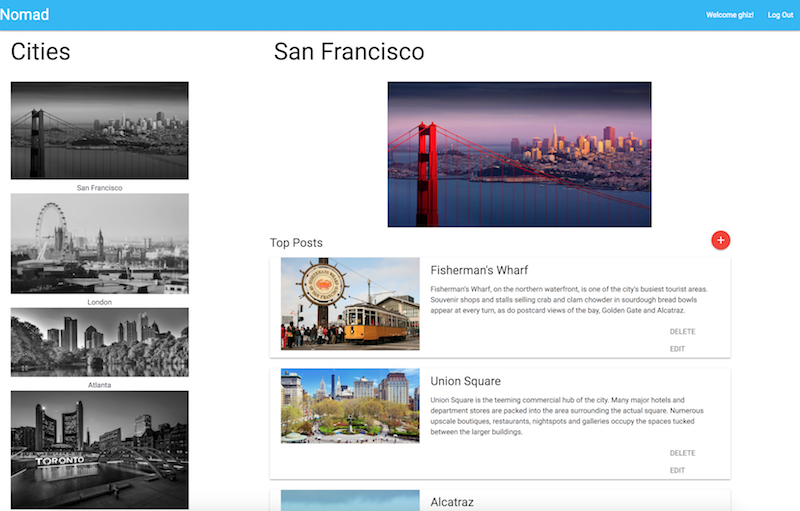 Nomad
Welcome ghiz!
Log Out
Cities
San Francisco
London
Atlanta
TORONTO
San Francisco
Top Posts
+
Fisherman's Wharf
Fisherman's Wharf, on the northern waterfront, is one of the city's busiest tourist areas.
Souvenir shops and stalls selling crab and clam chowder in sourdough bread bowls
appear at every turn, as do postcard views of the bay, Golden Gate and Alcatraz.
DELETE
EDIT
Union Square
Union Square is the teeming commercial hub of the city. Many major hotels and
department stores are packed into the area surrounding the actual square. Numerous
upscale boutiques, restaurants, nightspots and galleries occupy the spaces tucked
between the larger buildings.
DELETE
EDIT
Alcatraz